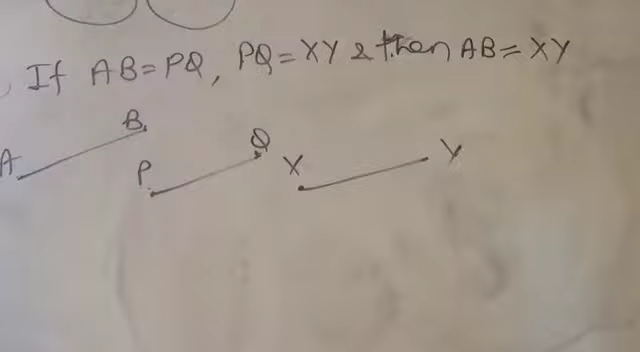 If AB = PQ, PQ = XY & then AB = XY
A B P Q X Y